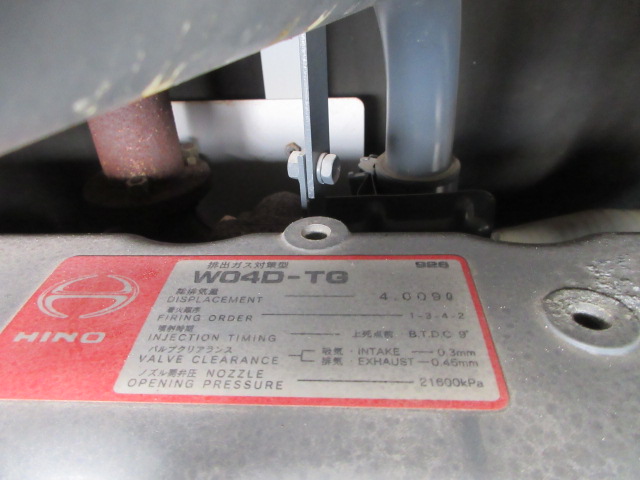 排出ガス対策型 926
HINO W04D-TG
総排気量
DISPLACEMENT 4.009ℓ
着火順序
FIRING ORDER 1-3-4-2
噴射時期
INJECTION TIMING 上死点前 B.T.D.C 9°
バルブクリアランス 吸気・INTAKE 0.3mm
VALVE CLEARANCE 排気・EXHAUST 0.45mm
ノズル開弁圧 NOZZLE
OPENING PRESSURE 21600kPa